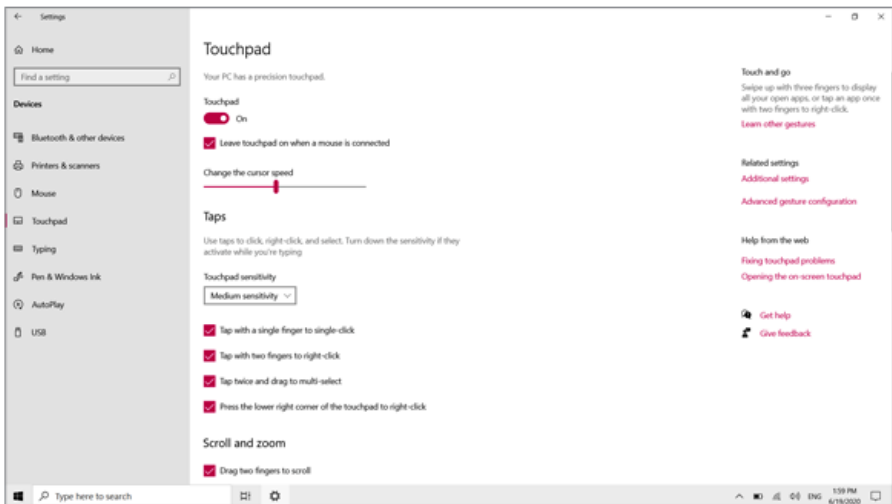 Settings
Home
Find a setting
Devices
Bluetooth & other devices
Printers & scanners
Mouse
Touchpad
Typing
Pen & Windows Ink
AutoPlay
USB
Touchpad
Your PC has a precision touchpad.
Touchpad
On
Leave touchpad on when a mouse is connected
Change the cursor speed
Taps
Use taps to click, right-click, and select. Turn down the sensitivity if they
activate while you're typing
Touchpad sensitivity
Medium sensitivity
Tap with a single finger to single-click
Tap with two fingers to right-click
Tap twice and drag to multi-select
Press the lower right corner of the touchpad to right-click
Scroll and zoom
Drag two fingers to scroll
Touch and go
Swipe up with three fingers to display
all your open apps, or tap an app once
with two fingers to right-click.
Learn other gestures
Related settings
Additional settings
Advanced gesture configuration
Help from the web
Fixing touchpad problems
Opening the on-screen touchpad
Get help
Give feedback
Type here to search
ENG
1:59 PM
6/19/2020